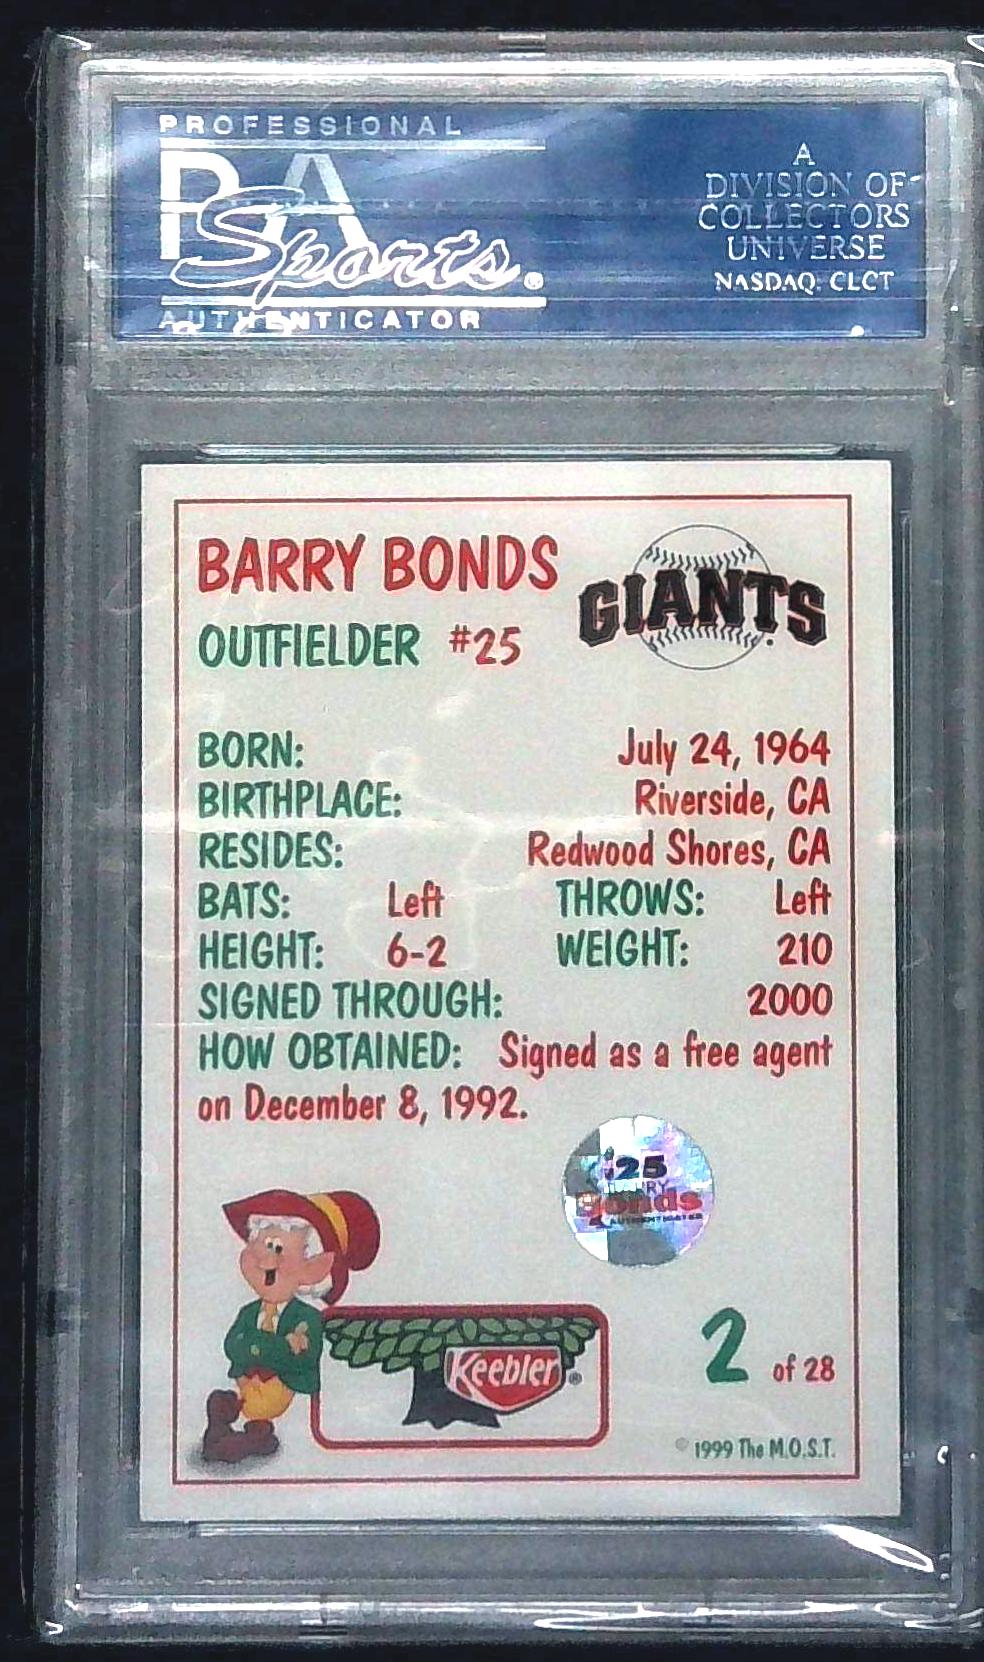 PROFESSIONAL
PSA
Sports®
AUTHENTICATOR
A
DIVISION OF
COLLECTORS
UNIVERSE
NASDAQ: CLCT
BARRY BONDS
GIANTS
OUTFIELDER #25
BORN: July 24, 1964
BIRTHPLACE: Riverside, CA
RESIDES: Redwood Shores, CA
BATS: Left THROWS: Left
HEIGHT: 6-2 WEIGHT: 210
SIGNED THROUGH: 2000
HOW OBTAINED: Signed as a free agent
on December 8, 1992.
25
Bonds
AUTHENTICATED
Keebler®
2 of 28
© 1999 The M.O.S.T.